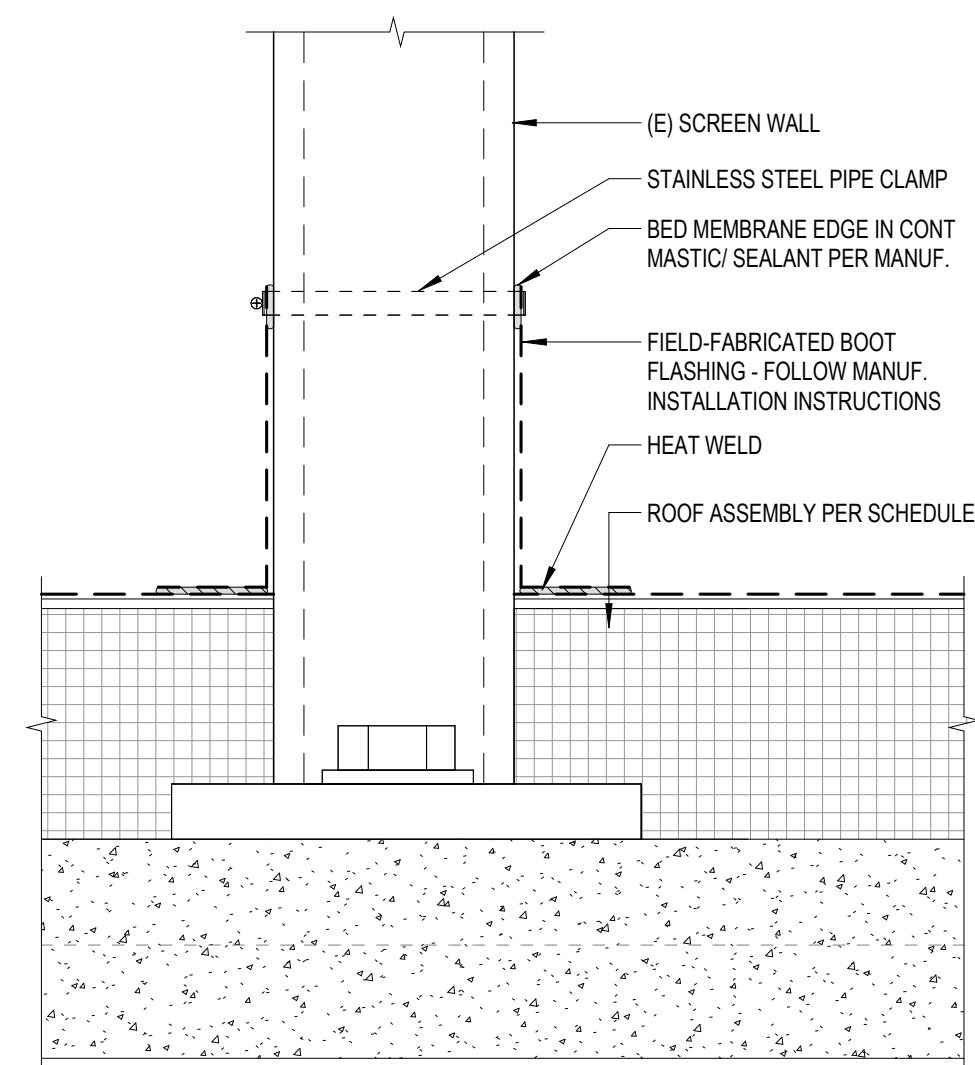 (E) SCREEN WALL
STAINLESS STEEL PIPE CLAMP
BED MEMBRANE EDGE IN CONT
MASTIC/ SEALANT PER MANUF.
FIELD-FABRICATED BOOT
FLASHING - FOLLOW MANUF.
INSTALLATION INSTRUCTIONS
HEAT WELD
ROOF ASSEMBLY PER SCHEDULE